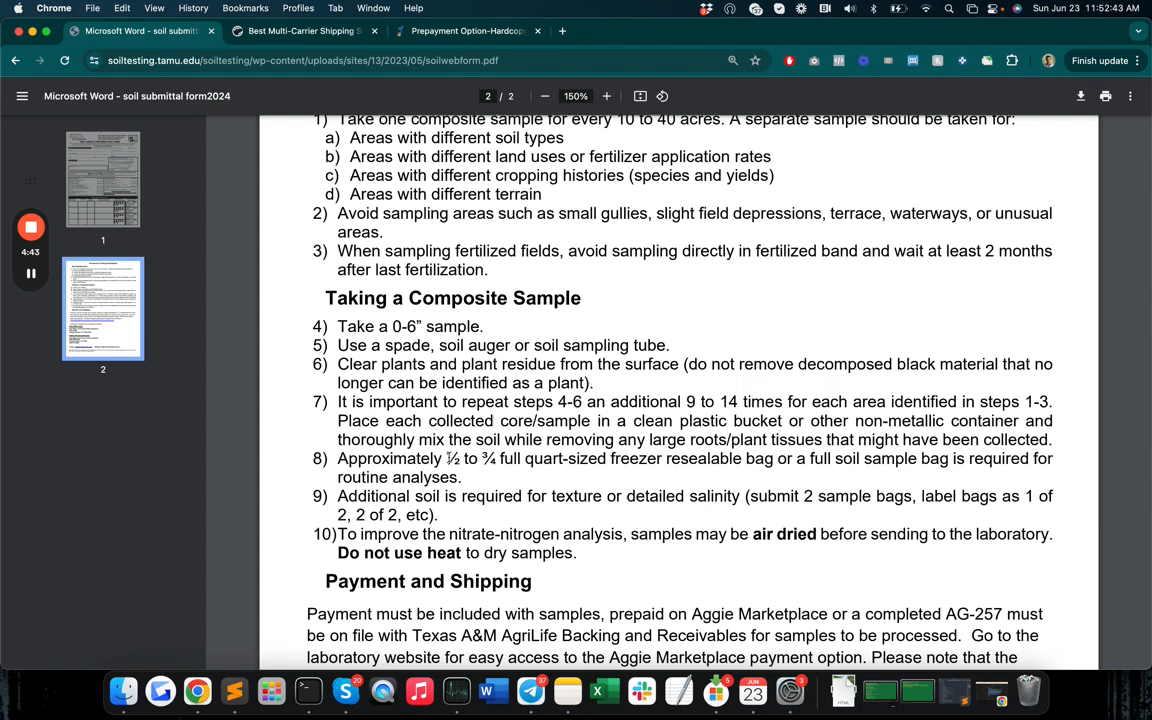 Chrome File Edit View History Bookmarks Profiles Tab Window Help Sun Jun 23 11:52:43 AM
Microsoft Word - soil submitt Best Multi-Carrier Shipping S Prepayment Option-Hardcop
soiltesting.tamu.edu/soiltesting/wp-content/uploads/sites/13/2023/05/soilwebform.pdf Finish update
Microsoft Word - soil submittal form2024 2 / 2 150%
1) Take one composite sample for every 10 to 40 acres. A separate sample should be taken for:
a) Areas with different soil types
b) Areas with different land uses or fertilizer application rates
c) Areas with different cropping histories (species and yields)
d) Areas with different terrain
2) Avoid sampling areas such as small gullies, slight field depressions, terrace, waterways, or unusual
areas.
3) When sampling fertilized fields, avoid sampling directly in fertilized band and wait at least 2 months
after last fertilization.
Taking a Composite Sample
4) Take a 0-6” sample.
5) Use a spade, soil auger or soil sampling tube.
6) Clear plants and plant residue from the surface (do not remove decomposed black material that no
longer can be identified as a plant).
7) It is important to repeat steps 4-6 an additional 9 to 14 times for each area identified in steps 1-3.
Place each collected core/sample in a clean plastic bucket or other non-metallic container and
thoroughly mix the soil while removing any large roots/plant tissues that might have been collected.
8) Approximately ½ to ¾ full quart-sized freezer resealable bag or a full soil sample bag is required for
routine analyses.
9) Additional soil is required for texture or detailed salinity (submit 2 sample bags, label bags as 1 of
2, 2 of 2, etc).
10)To improve the nitrate-nitrogen analysis, samples may be air dried before sending to the laboratory.
Do not use heat to dry samples.
Payment and Shipping
Payment must be included with samples, prepaid on Aggie Marketplace or a completed AG-257 must
be on file with Texas A&M AgriLife Backing and Receivables for samples to be processed. Go to the
laboratory website for easy access to the Aggie Marketplace payment option. Please note that the
1
2
4:43
20
37
JUN
23
5
3